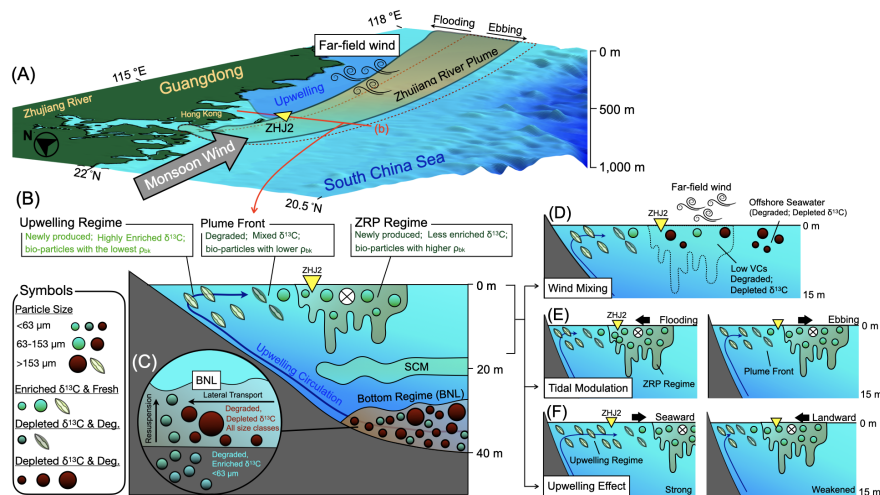 (A)
115 °E
118 °E
Flooding
Ebbing
Far-field wind
0 m
500 m
1,000 m
Guangdong
Zhujiang River
Hong Kong
Upwelling
Zhujiang River Plume
ZHJ2
(b)
N
Monsoon Wind
South China Sea
22 °N
20.5 °N
(B)
Upwelling Regime
Newly produced; Highly Enriched δ¹³C;
bio-particles with the lowest ρbk
Plume Front
Degraded; Mixed δ¹³C;
bio-particles with lower ρbk
ZRP Regime
Newly produced; Less enriched δ¹³C;
bio-particles with higher ρbk
ZHJ2
0 m
20 m
40 m
SCM
Upwelling Circulation
Bottom Regime (BNL)
Symbols
Particle Size
<63 μm
63-153 μm
>153 μm
Enriched δ¹³C & Fresh
Depleted δ¹³C & Deg.
Depleted δ¹³C & Deg.
(C)
BNL
Lateral Transport
Resuspension
Degraded,
Depleted δ¹³C
All size classes
Degraded,
Enriched δ¹³C
<63 μm
(D)
Far-field wind
ZHJ2
Offshore Seawater
(Degraded; Depleted δ¹³C)
0 m
Low VCs
Degraded;
Depleted δ¹³C
Wind Mixing
15 m
(E)
ZHJ2
Flooding
0 m
ZRP Regime
Tidal Modulation
Ebbing
0 m
Plume Front
15 m
(F)
ZHJ2
Seaward
0 m
Upwelling Regime
Upwelling Effect
Strong
Landward
0 m
Weakened
15 m